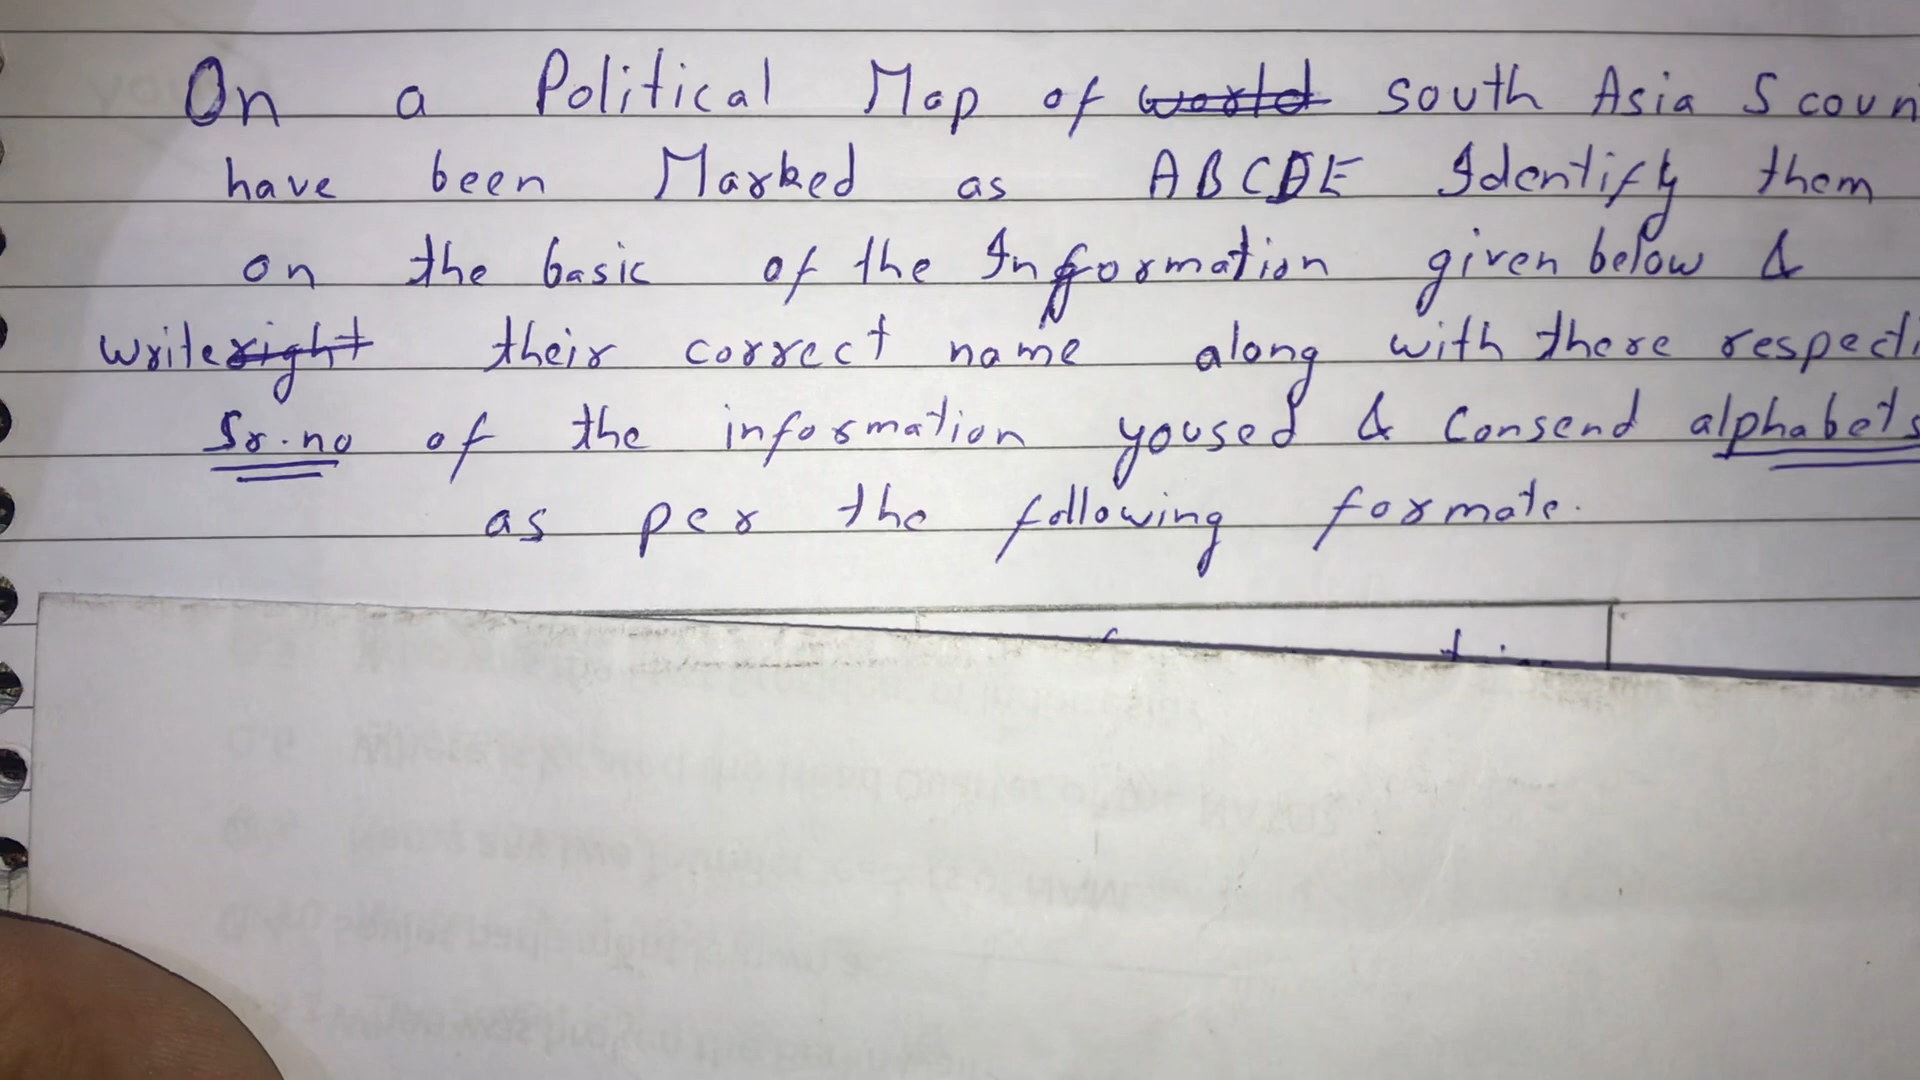 On a Political Map of world south Asia 5 coun
have been Marked as ABCDE Identify them
on the basic of the Information given below &
write right their correct name along with there respecti
Sr.no of the information yoused & Consend alphabets
as per the following formate.